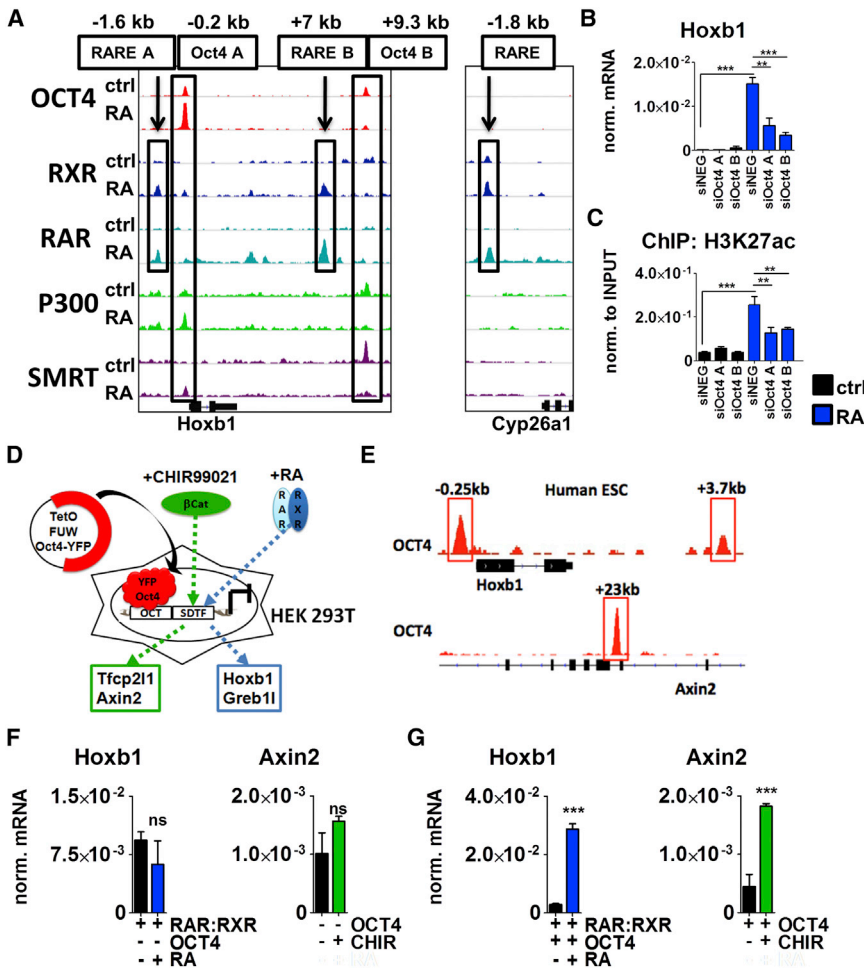 A
-1.6 kb -0.2 kb +7 kb +9.3 kb -1.8 kb
RARE A Oct4 A RARE B Oct4 B RARE
OCT4 ctrl
RA
RXR ctrl
RA
RAR ctrl
RA
P300 ctrl
RA
SMRT ctrl
RA
Hoxb1 Cyp26a1
B
Hoxb1
norm. mRNA
2.0×10⁻²
1.0×10⁻²
0
*** ** ***
siNEG siOct4 A siOct4 B siNEG siOct4 A siOct4 B
C
ChIP: H3K27ac
norm. to INPUT
4.0×10⁻¹
2.0×10⁻¹
0
*** ** **
siNEG siOct4 A siOct4 B siNEG siOct4 A siOct4 B
ctrl
RA
D
+CHIR99021 +RA
βCat
R R
A X
R R
TetO
FUW
Oct4-YFP
YFP
Oct4
OCT SDTF
HEK 293T
Tfcp2l1
Axin2
Hoxb1
Greb1l
E
-0.25kb Human ESC +3.7kb
OCT4
Hoxb1
+23kb
OCT4
Axin2
F
Hoxb1
norm. mRNA
1.5×10⁻²
7.5×10⁻³
0
ns
+ + RAR:RXR
- - OCT4
- + RA
Axin2
2.0×10⁻³
1.0×10⁻³
0
ns
- - OCT4
- + CHIR
G
Hoxb1
norm. mRNA
4.0×10⁻²
2.0×10⁻²
0
***
+ + RAR:RXR
+ + OCT4
- + RA
Axin2
2.0×10⁻³
1.0×10⁻³
0
***
+ + OCT4
- + CHIR